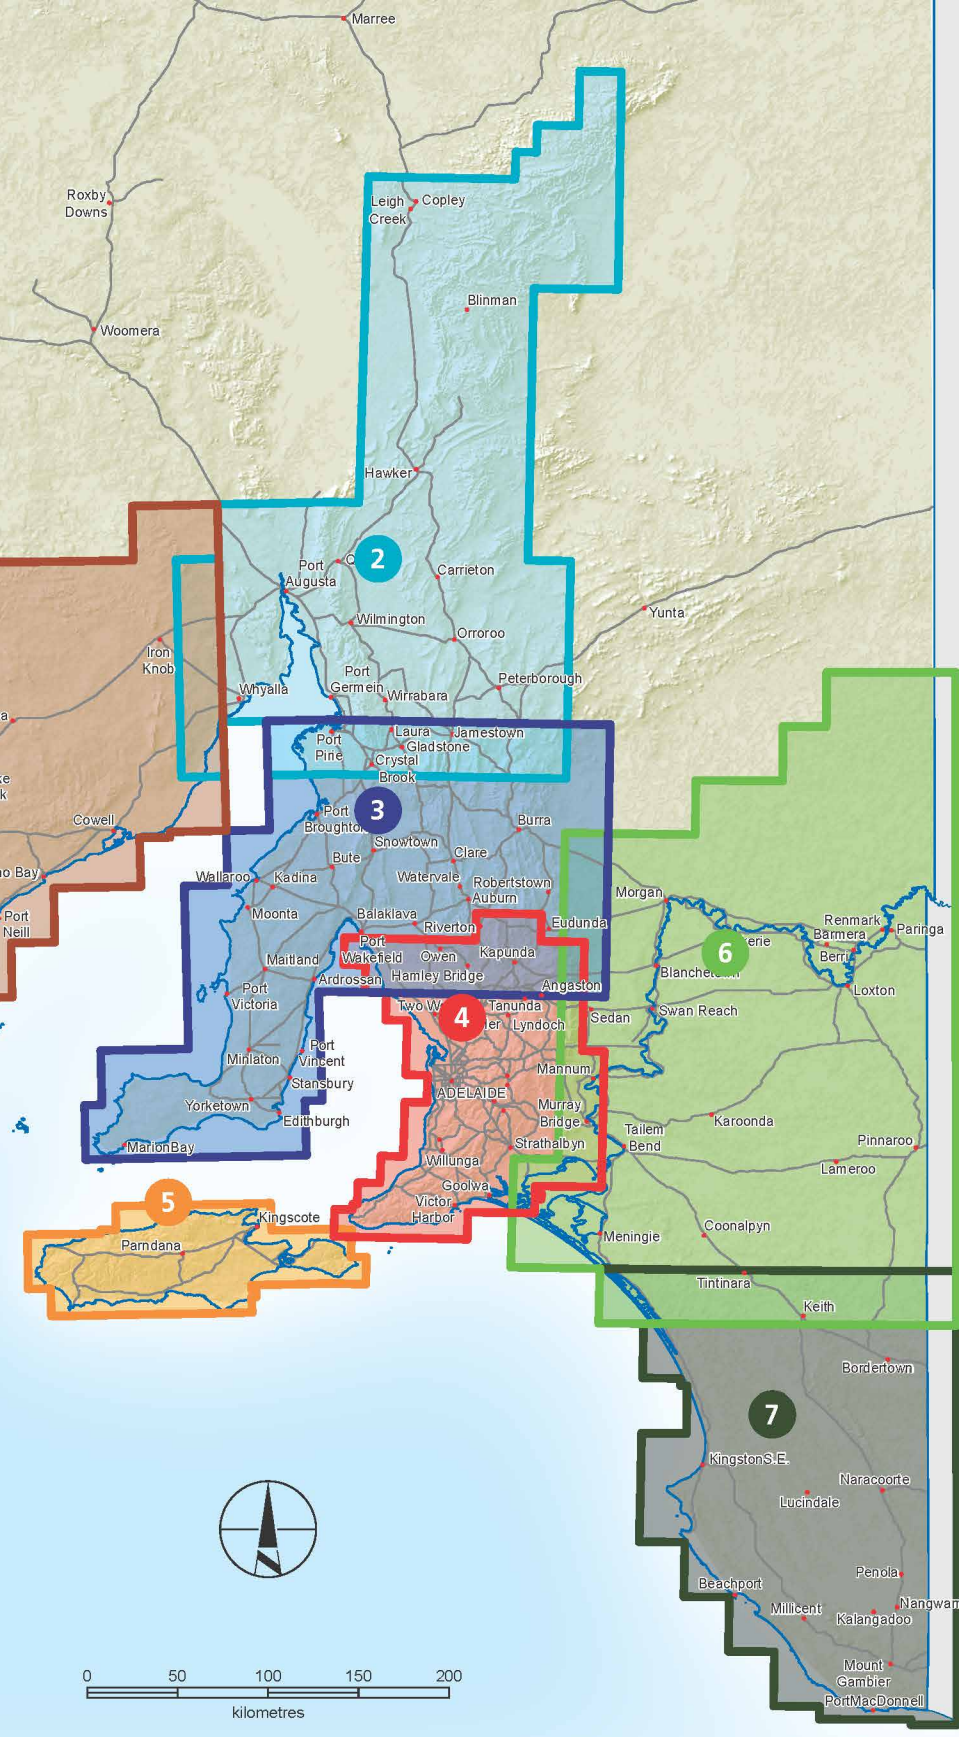 Marree
Roxby
Downs
Leigh
Creek
Copley
Blinman
Woomera
Hawker
2
Port
Augusta
Carrieton
Wilmington
Yunta
Orroroo
Iron
Knob
Port
Germein
Peterborough
Whyalla
Wirrabara
Port
Pirie
Laura
Jamestown
Gladstone
Crystal
Brook
3
Port
Broughton
Cowell
Burra
Snowtown
Bute
Clare
Wallaroo
Kadina
Watervale
Robertstown
Auburn
Morgan
Port
Neill
Moonta
Balaklava
Riverton
Eudunda
Renmark
Barmera
Paringa
Port
Wakefield
Owen
Kapunda
6
Berri
Maitland
Hamley Bridge
Ardrossan
Angaston
Loxton
Port
Victoria
Tanunda
4
Lyndoch
Sedan
Swan Reach
Minlaton
Port
Vincent
Stansbury
Mannum
ADELAIDE
Yorketown
Edithburgh
Murray
Bridge
Karoonda
Tailem
Bend
Pinnaroo
MarionBay
Strathalbyn
Lameroo
Willunga
5
Goolwa
Victor
Harbor
Kingscote
Parndana
Meningie
Coonalpyn
Tintinara
Keith
Bordertown
7
KingstonS.E.
Naracoorte
Lucindale
Penola
Beachport
Millicent
Nangwar
Kalangadoo
Mount
Gambier
PortMacDonnell
0 50 100 150 200
kilometres